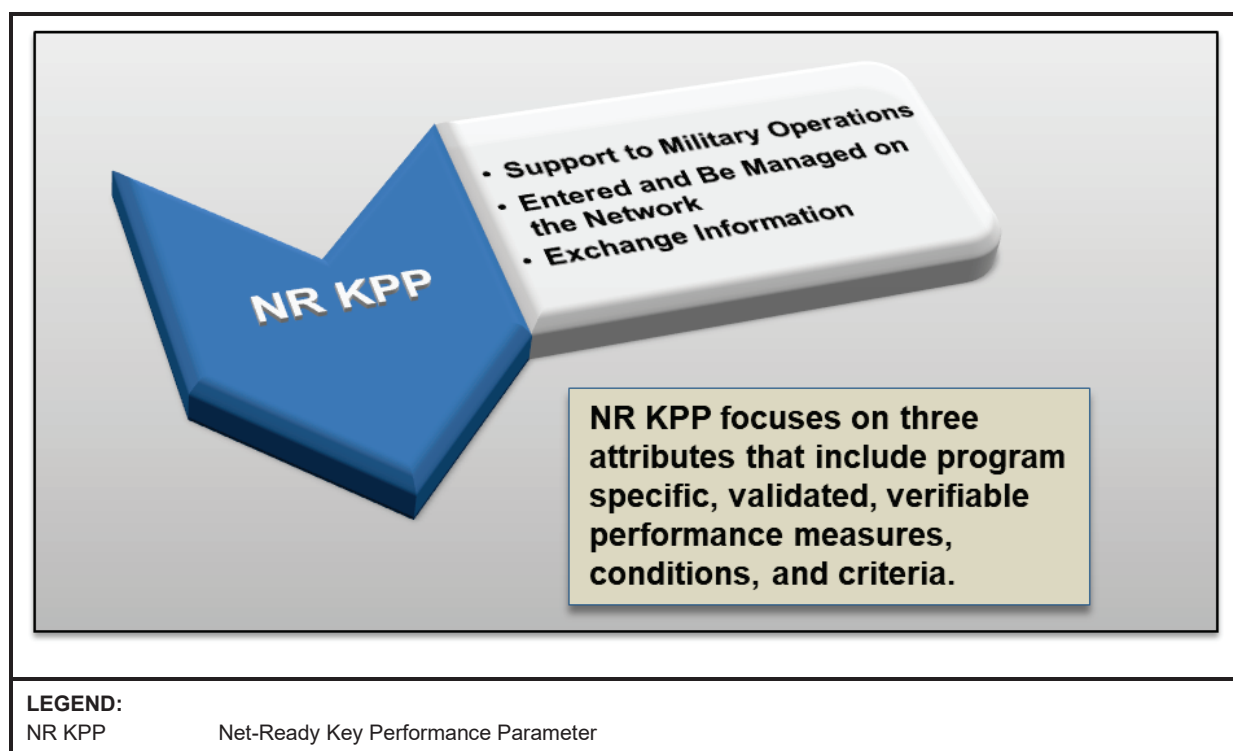 • Support to Military Operations
• Entered and Be Managed on
the Network
• Exchange Information
NR KPP
NR KPP focuses on three
attributes that include program
specific, validated, verifiable
performance measures,
conditions, and criteria.
LEGEND:
NR KPP Net-Ready Key Performance Parameter